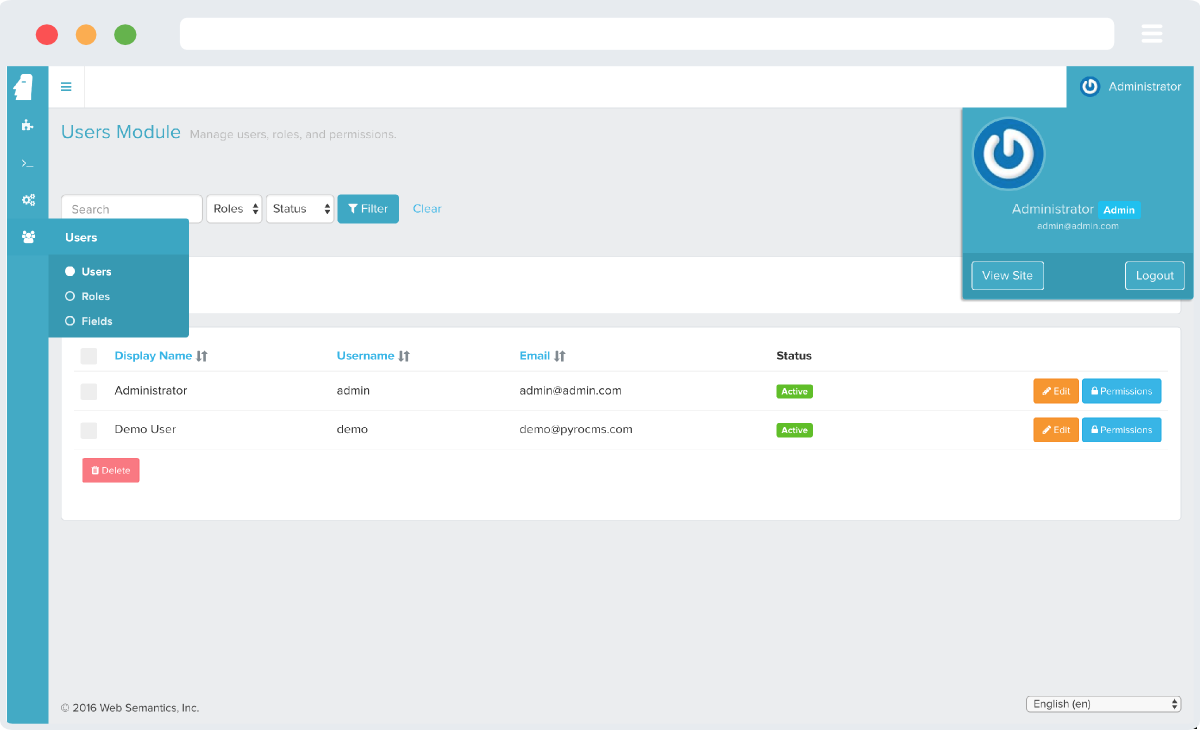 Administrator
Users Module Manage users, roles, and permissions.
Administrator Admin
admin@admin.com
View Site Logout
Search Roles Status Filter Clear
Users
Users
Roles
Fields
Display Name Username Email Status
Administrator admin admin@admin.com Active Edit Permissions
Demo User demo demo@pyrocms.com Active Edit Permissions
Delete
© 2016 Web Semantics, Inc. English (en)